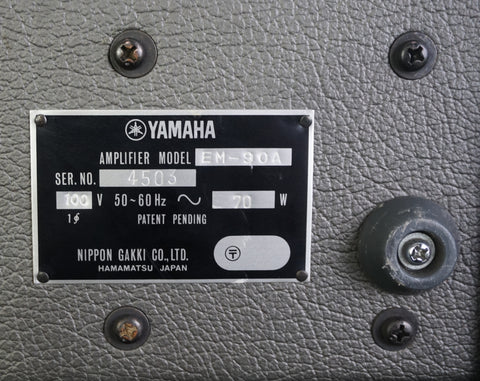 YAMAHA
AMPLIFIER MODEL EM-90A
SER. NO. 4503
100 V 50~60 Hz ~ 70 W
1ϕ PATENT PENDING
NIPPON GAKKI CO., LTD.
HAMAMATSU JAPAN
〒